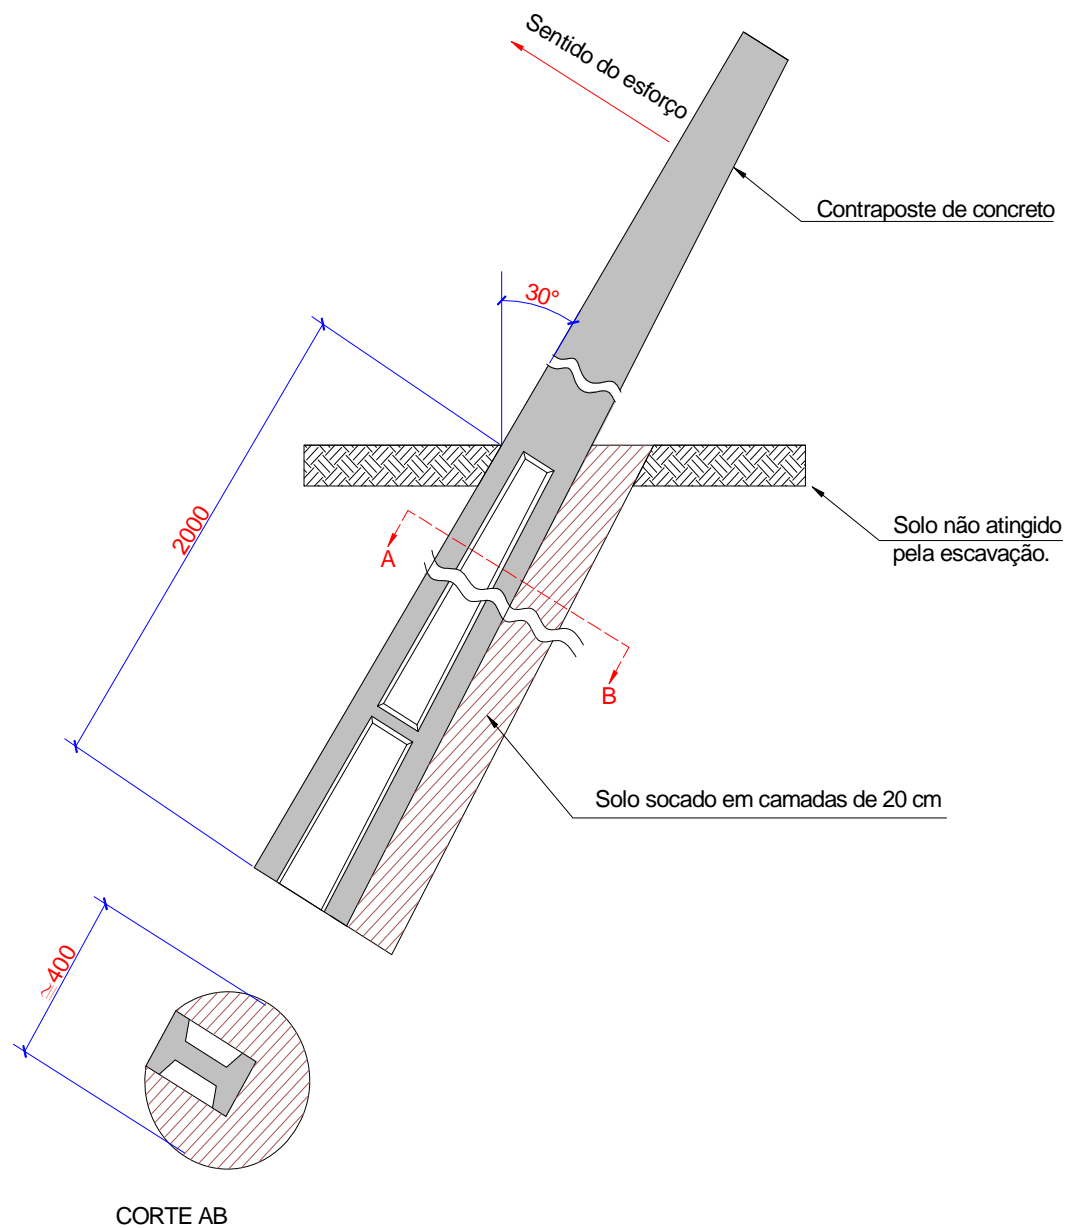 Sentido do esforço
Contraposte de concreto
30°
2000
Solo não atingido
pela escavação.
A
B
Solo socado em camadas de 20 cm
≅400
CORTE AB